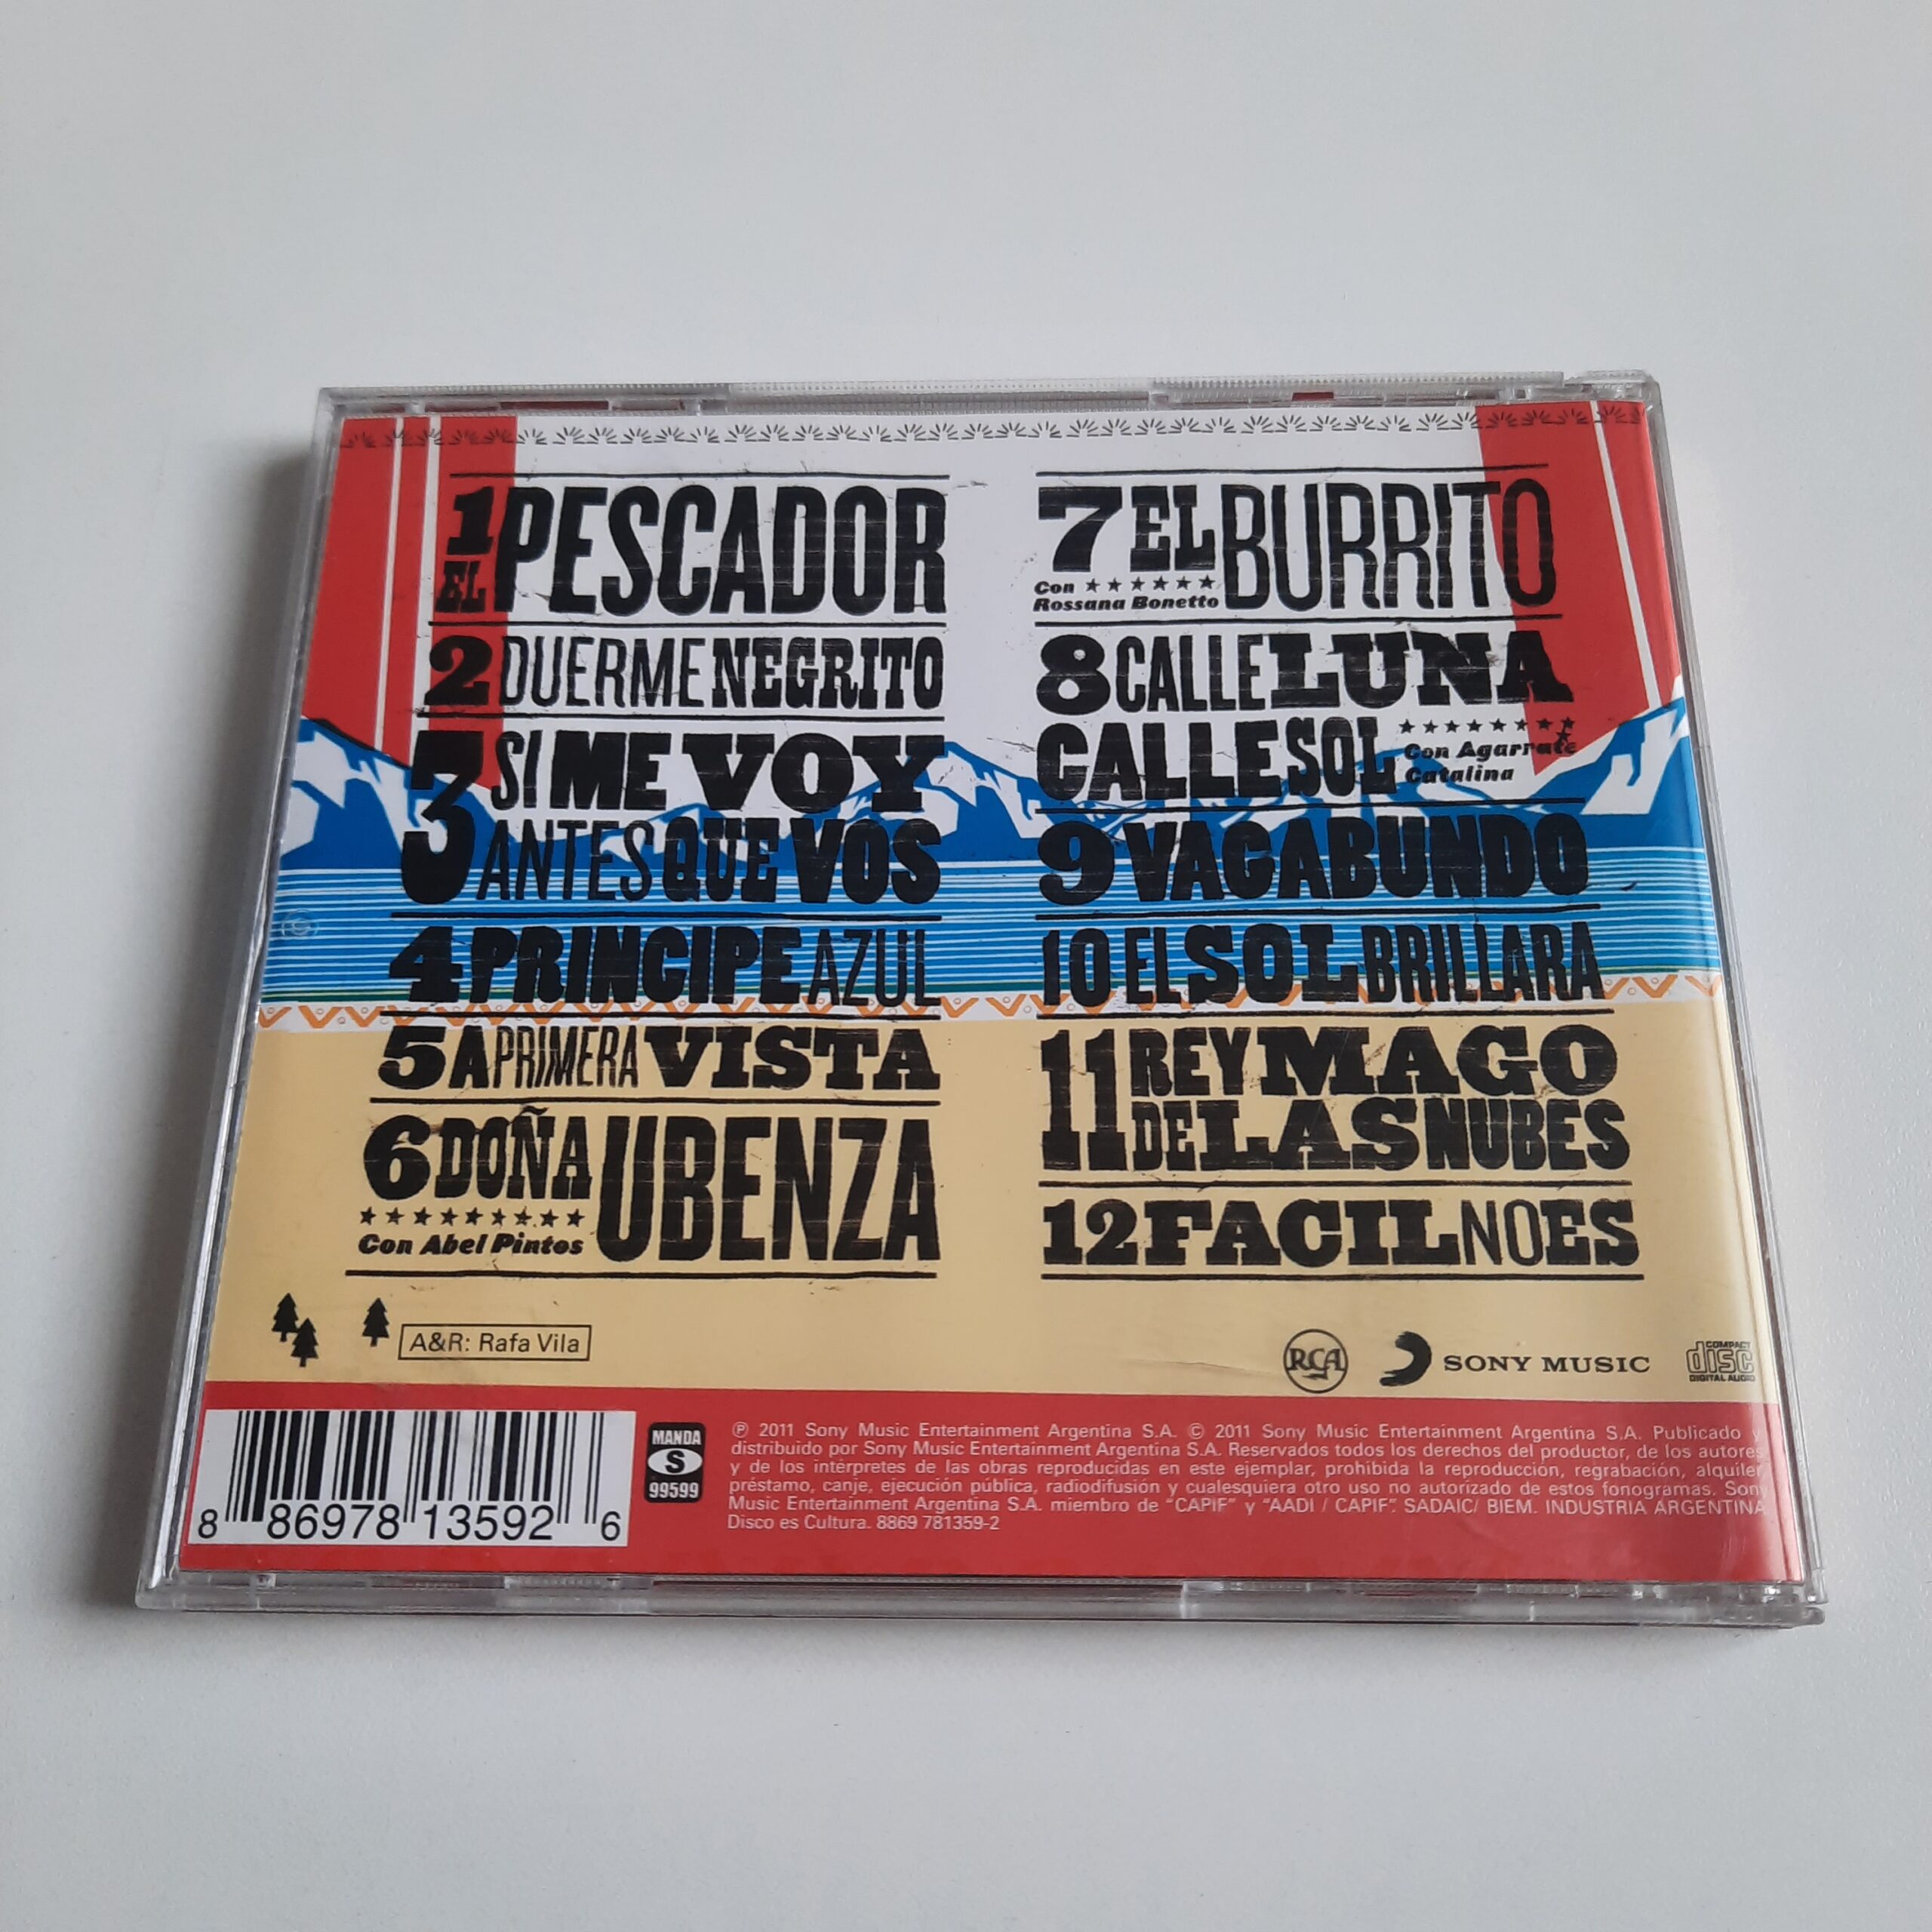 1 EL PESCADOR
2 DUERME NEGRITO
3 SI ME VOY
ANTES QUE VOS
4 PRINCIPE AZUL
5 A PRIMERA VISTA
6 DOÑA UBENZA
Con Abel Pintos
7 EL BURRITO
Con
Rossana Bonetto
8 CALLE LUNA
CALLE SOL
Con Agarrate
Catalina
9 VAGABUNDO
10 EL SOL BRILLARA
11 REY MAGO
DE LAS NUBES
12 FACIL NO ES
A&R: Rafa Vila
RCA
SONY MUSIC
COMPACT
disc
DIGITAL AUDIO
8 86978 13592 6
MANDA
S
99599
℗ 2011 Sony Music Entertainment Argentina S.A. © 2011 Sony Music Entertainment Argentina S.A. Publicado y
distribuido por Sony Music Entertainment Argentina S.A. Reservados todos los derechos del productor, de los autores
y de los intérpretes de las obras reproducidas en este ejemplar, prohibida la reproducción, regrabación, alquiler,
préstamo, canje, ejecución pública, radiodifusión y cualesquiera otro uso no autorizado de estos fonogramas. Sony
Music Entertainment Argentina S.A. miembro de "CAPIF" y "AADI / CAPIF". SADAIC/ BIEM. INDUSTRIA ARGENTINA
Disco es Cultura. 8869 781359-2